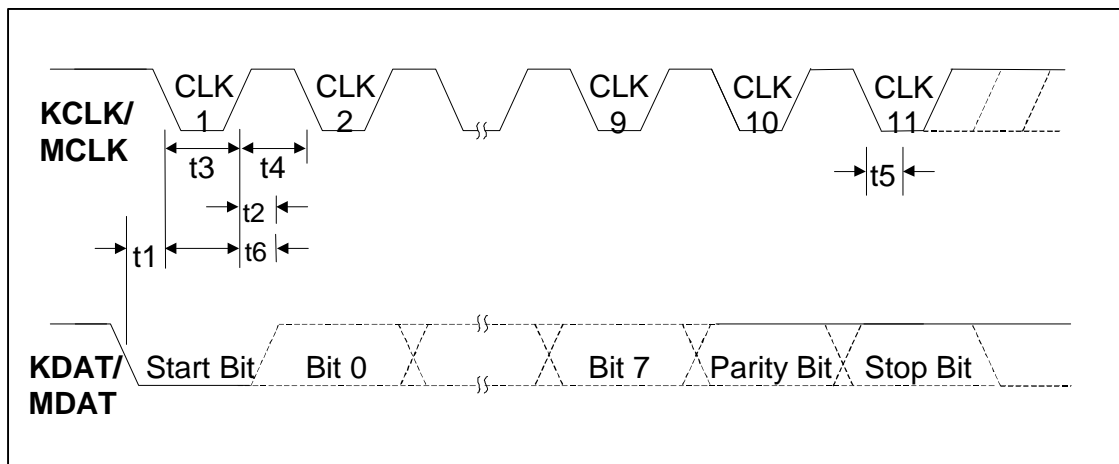 KCLK/
MCLK
CLK
1
CLK
2
CLK
9
CLK
10
CLK
11
t3
t4
t5
t2
t1
t6
KDAT/
MDAT
Start Bit
Bit 0
Bit 7
Parity Bit
Stop Bit